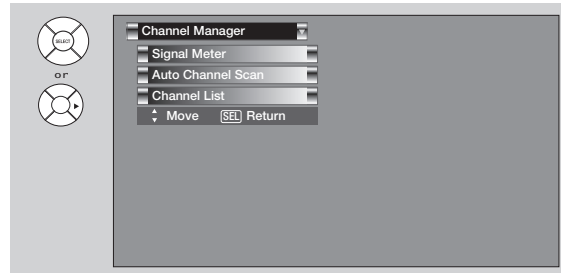 SELECT
or
Channel Manager
Signal Meter
Auto Channel Scan
Channel List
Move SEL Return